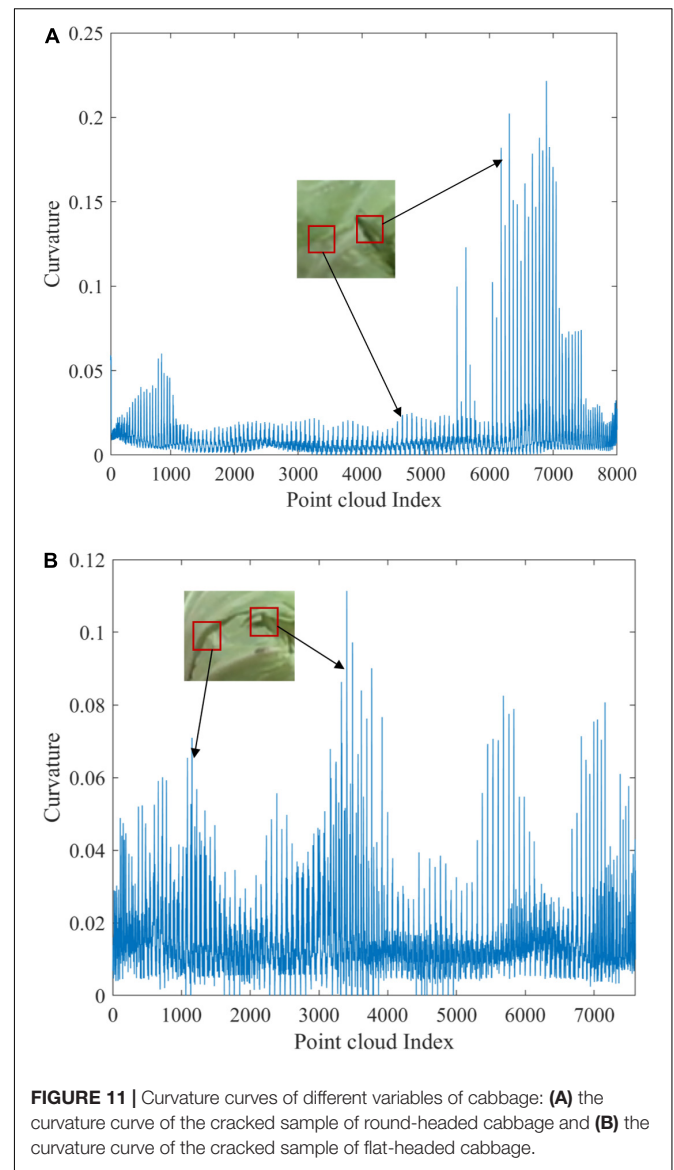 A
0.25
0.2
0.15
0.1
0.05
0
Curvature
0 1000 2000 3000 4000 5000 6000 7000 8000
Point cloud Index
B
0.12
0.1
0.08
0.06
0.04
0.02
0
Curvature
0 1000 2000 3000 4000 5000 6000 7000
Point cloud Index
FIGURE 11 | Curvature curves of different variables of cabbage: (A) the
curvature curve of the cracked sample of round-headed cabbage and (B) the
curvature curve of the cracked sample of flat-headed cabbage.